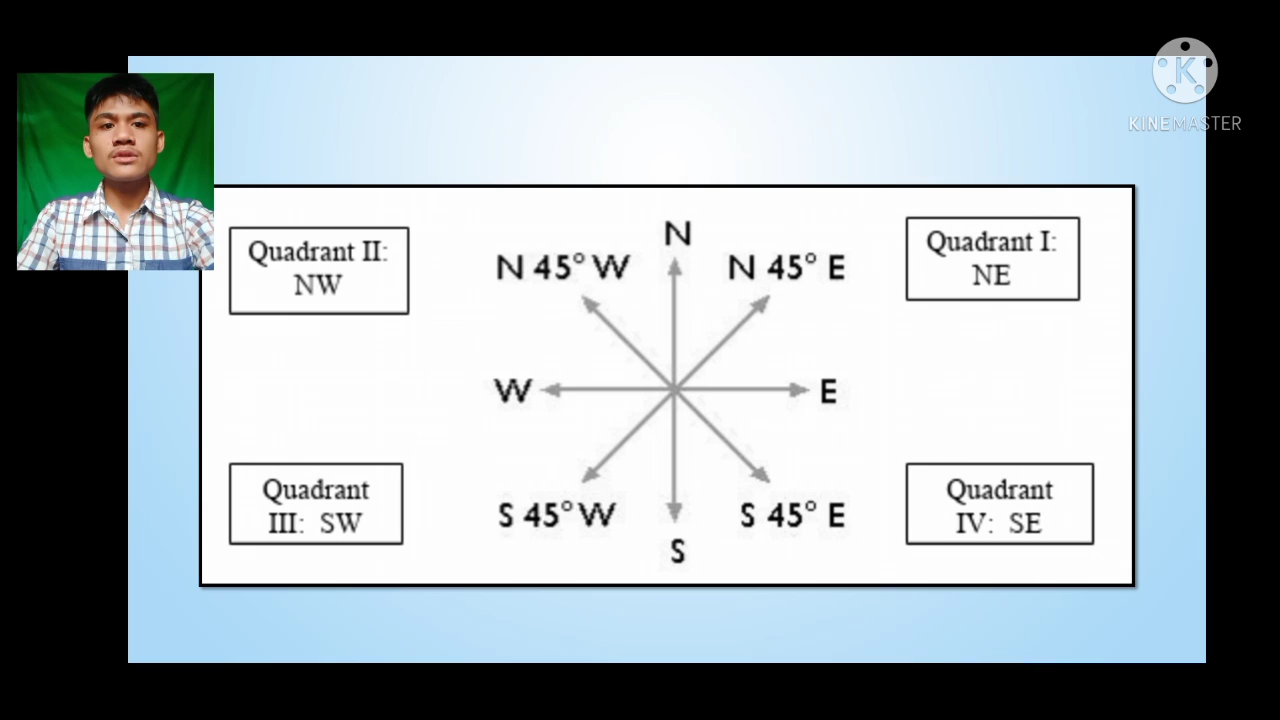 K
KINEMASTER
Quadrant II:
NW
N
N 45° W
N 45° E
Quadrant I:
NE
W
E
Quadrant
III: SW
S 45° W
S 45° E
S
Quadrant
IV: SE